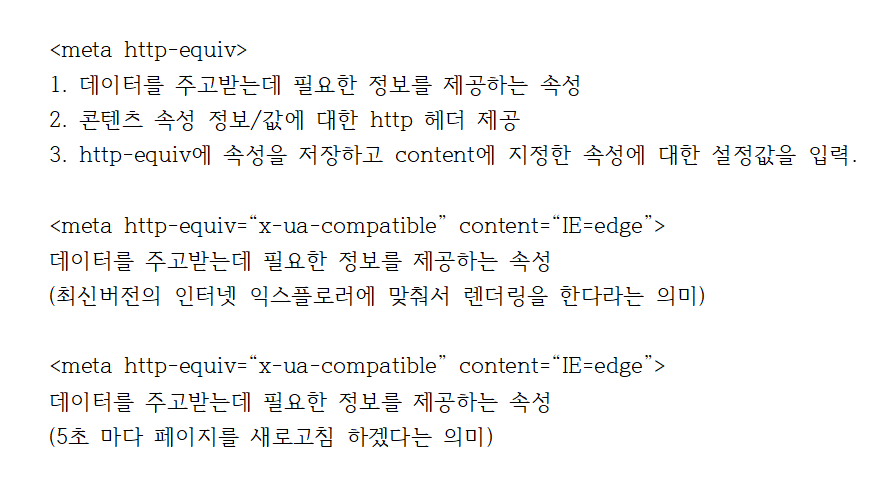 <meta http-equiv>
1. 데이터를 주고받는데 필요한 정보를 제공하는 속성
2. 콘텐츠 속성 정보/값에 대한 http 헤더 제공
3. http-equiv에 속성을 저장하고 content에 지정한 속성에 대한 설정값을 입력.
<meta http-equiv=“x-ua-compatible” content=“IE=edge”>
데이터를 주고받는데 필요한 정보를 제공하는 속성
(최신버전의 인터넷 익스플로러에 맞춰서 렌더링을 한다라는 의미)
<meta http-equiv=“x-ua-compatible” content=“IE=edge”>
데이터를 주고받는데 필요한 정보를 제공하는 속성
(5초 마다 페이지를 새로고침 하겠다는 의미)